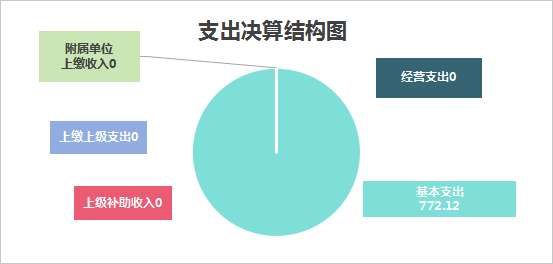 支出决算结构图
附属单位
上缴收入0
经营支出0
上缴上级支出0
上级补助收入0
基本支出
772.12